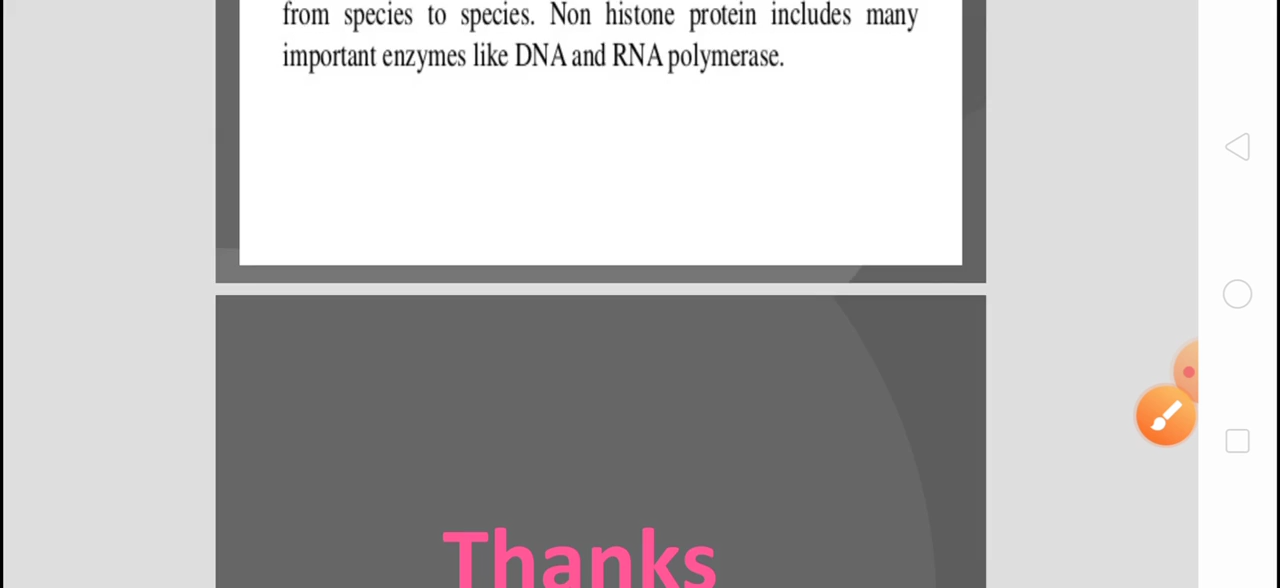 from species to species. Non histone protein includes many
important enzymes like DNA and RNA polymerase.
Thanks